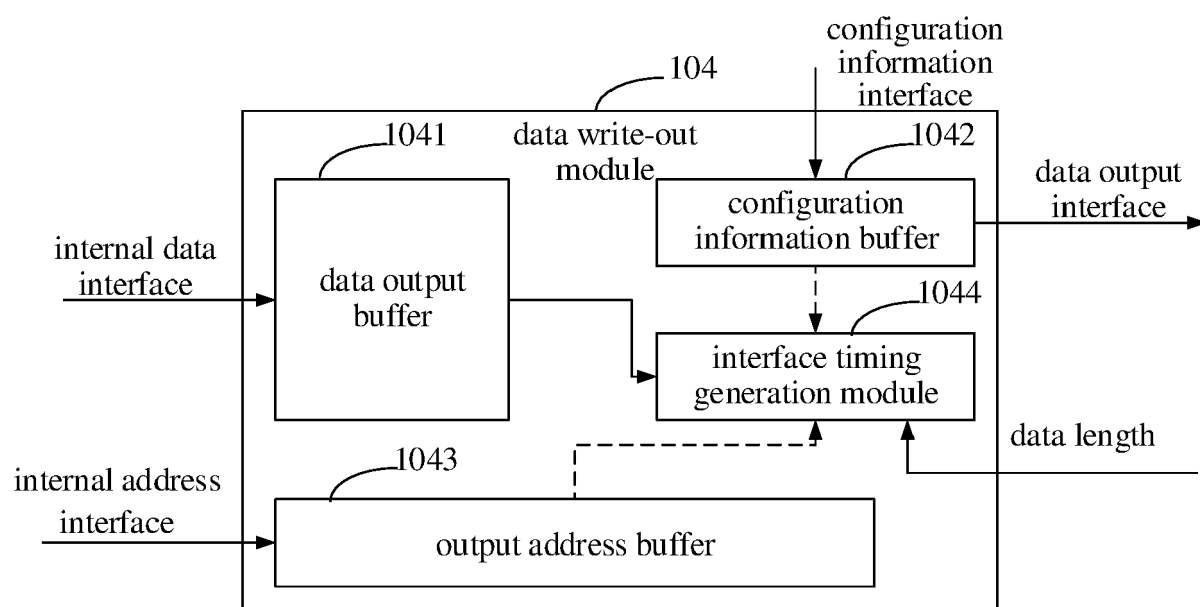 configuration
information
interface
104
data write-out
module
1041
1042
data output
interface
configuration
information buffer
internal data
interface
data output
buffer
1044
interface timing
generation module
data length
1043
internal address
interface
output address buffer